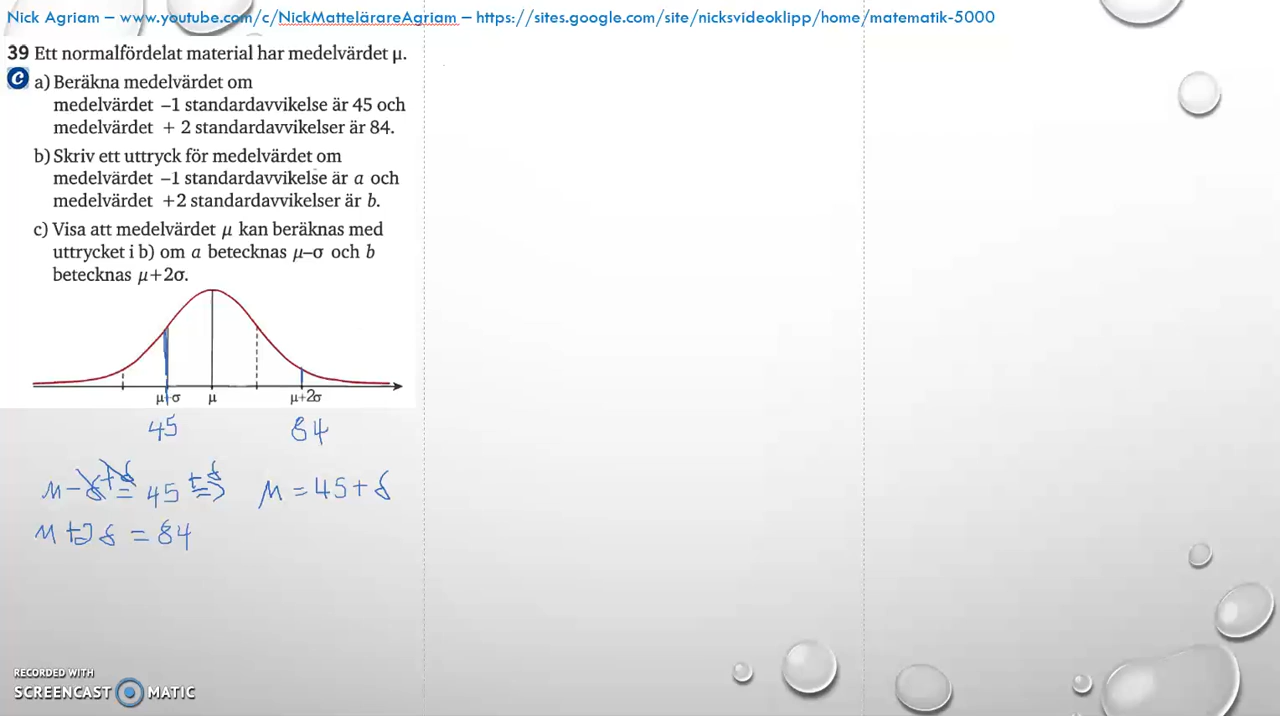 Nick Agriam – www.youtube.com/c/NickMattelärareAgriam – https://sites.google.com/site/nicksvideoklipp/home/matematik-5000
39 Ett normalfördelat material har medelvärdet μ.
C a) Beräkna medelvärdet om
medelvärdet –1 standardavvikelse är 45 och
medelvärdet + 2 standardavvikelser är 84.
b) Skriv ett uttryck för medelvärdet om
medelvärdet –1 standardavvikelse är a och
medelvärdet +2 standardavvikelser är b.
c) Visa att medelvärdet μ kan beräknas med
uttrycket i b) om a betecknas μ–σ och b
betecknas μ+2σ.
μ+σ μ μ+2σ
45 84
μ – σ + σ = 45 + σ => μ = 45 + σ
μ + 2σ = 84
RECORDED WITH
SCREENCAST MATIC